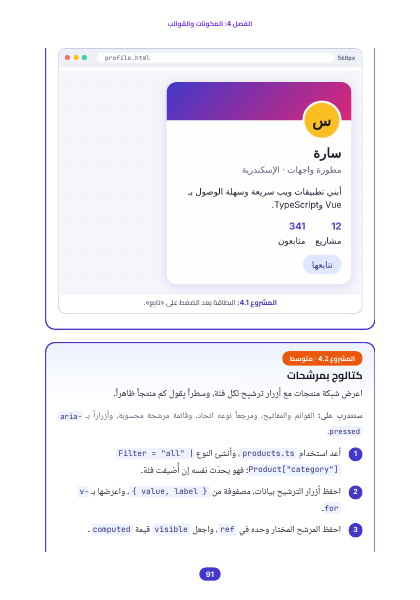 الفصل 4: المكونات والقوالب
profile.html
560px
س
سارة
مطورة واجهات · الإسكندرية
أبني تطبيقات ويب سريعة وسهلة الوصول بـ
Vue وTypeScript.
12 341
مشاريع متابعون
تتابعها
المشروع 4.1: البطاقة بعد الضغط على «تابع».
المشروع 4.2 · متوسط
كتالوج بمرشحات
اعرض شبكة منتجات مع أزرار ترشيح لكل فئة، وسطراً يقول كم منتجاً ظاهراً.
ستتدرب على: القوائم والمفاتيح، ومرجعاً نوعه اتحاد، وقائمة مرشحة محسوبة، وأزراراً بـ aria-
pressed.
1 أعد استخدام products.ts، وأنشئ النوع Filter = "all" |
Product["category"]: فهو يحدّث نفسه إن أُضيفت فئة.
2 احفظ أزرار الترشيح بيانات، مصفوفة من { value, label }، واعرضها بـ v-
for.
3 احفظ المرشح المختار وحده في ref، واجعل visible قيمة computed.
91